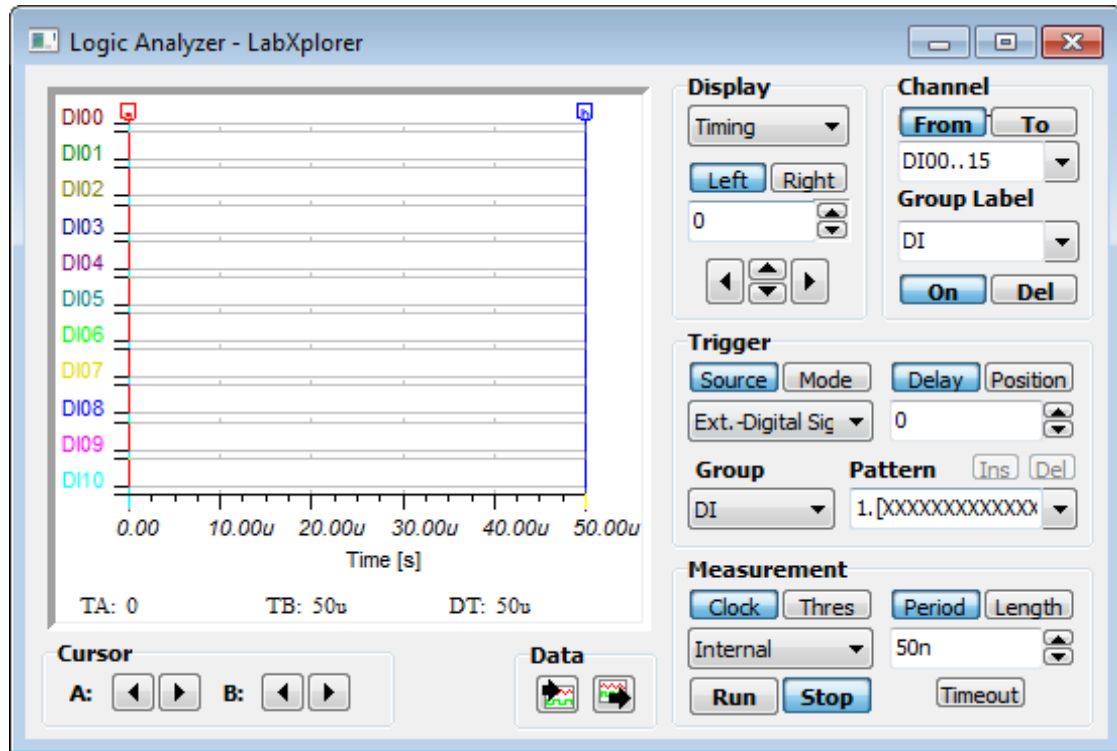 Logic Analyzer - LabXplorer
DI00
DI01
DI02
DI03
DI04
DI05
DI06
DI07
DI08
DI09
DI10
0.00 10.00u 20.00u 30.00u 40.00u 50.00u
Time [s]
TA: 0 TB: 50u DT: 50u
Cursor
A: B:
Data
Display
Timing
Left Right
0
Channel
From To
DI00..15
Group Label
DI
On Del
Trigger
Source Mode Delay Position
Ext.-Digital Sig 0
Group Pattern Ins Del
DI 1.[XXXXXXXXXXXXX
Measurement
Clock Thres Period Length
Internal 50n
Run Stop Timeout